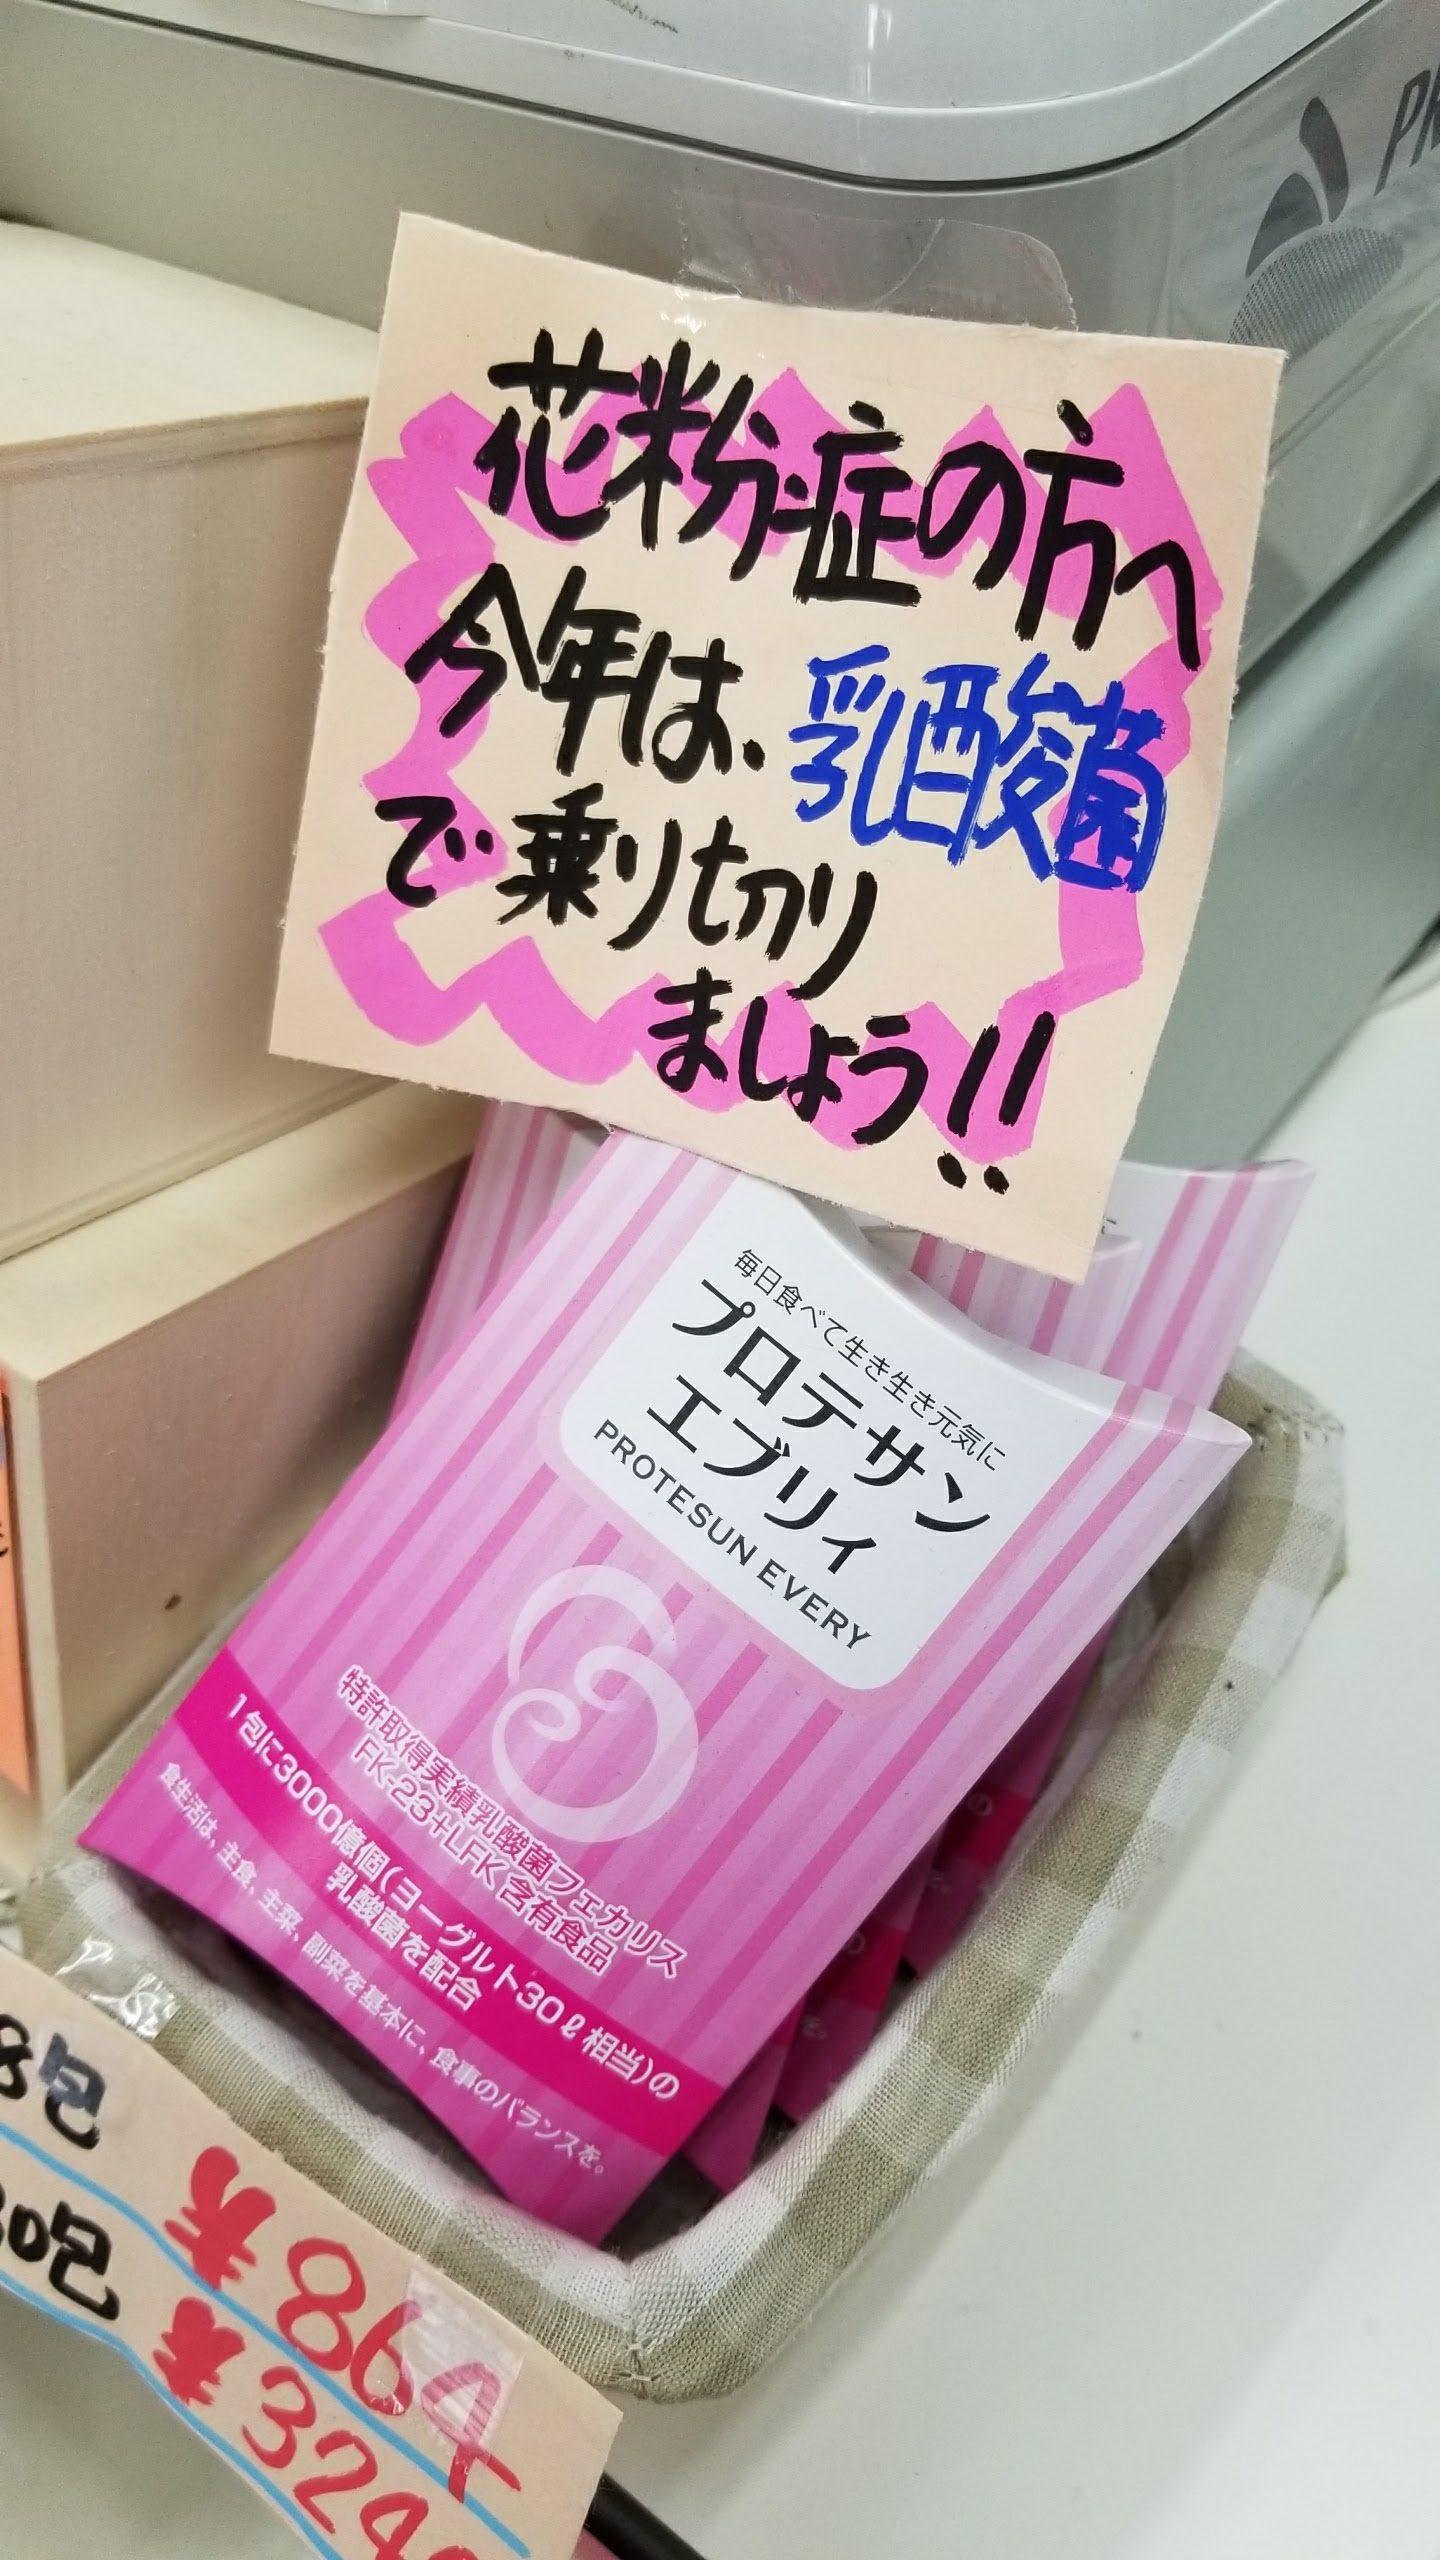 花粉症の方へ
今年は、乳酸菌
で乗り切り
ましょう!!
毎日食べて生き生き元気に
プロテサン
エブリィ
PROTESUN EVERY
特許取得実績乳酸菌フェカリス
FK-23+LFK含有食品
1包に3000億個(ヨーグルト30ℓ相当)の
乳酸菌を配合
食生活は、主食、主菜、副菜を基本に、食事のバランスを。
8包